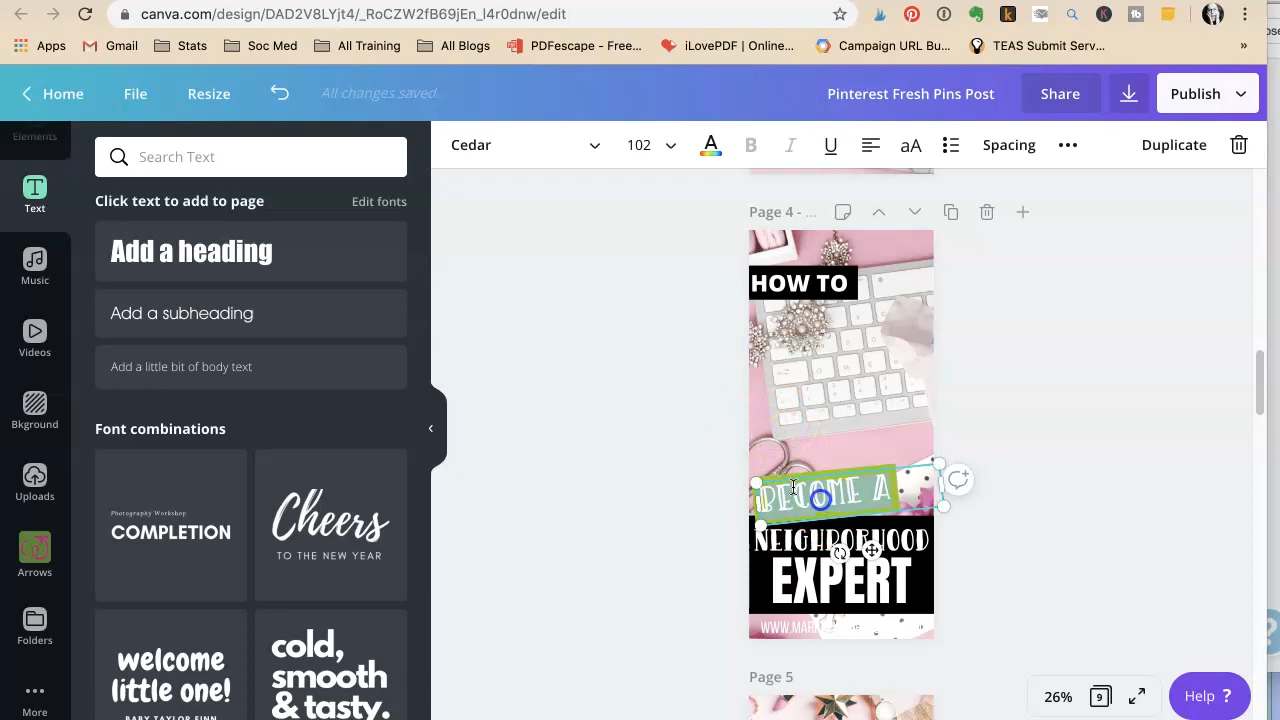 canva.com/design/DAD2V8LYjt4/_RoCZW2fB69jEn_l4r0dnw/edit
Apps Gmail Stats Soc Med All Training All Blogs PDFescape - Free... iLovePDF | Online... Campaign URL Bu... TEAS Submit Serv... »
Home File Resize All changes saved Pinterest Fresh Pins Post Share Publish
Elements
Search Text
Cedar 102 A B I U aA Spacing ••• Duplicate
Text
Click text to add to page Edit fonts
Page 4 - ...
Add a heading
Music
HOW TO
Add a subheading
Videos
Add a little bit of body text
Bkground
Font combinations
Uploads
Photography Workshop
COMPLETION
Cheers
TO THE NEW YEAR
BECOME A
NEIGHBORHOOD
EXPERT
Arrows
Folders
welcome
little one!
BABY TAYLOR FINN
cold,
smooth
& tasty.
Page 5
More
26% 9 Help ?